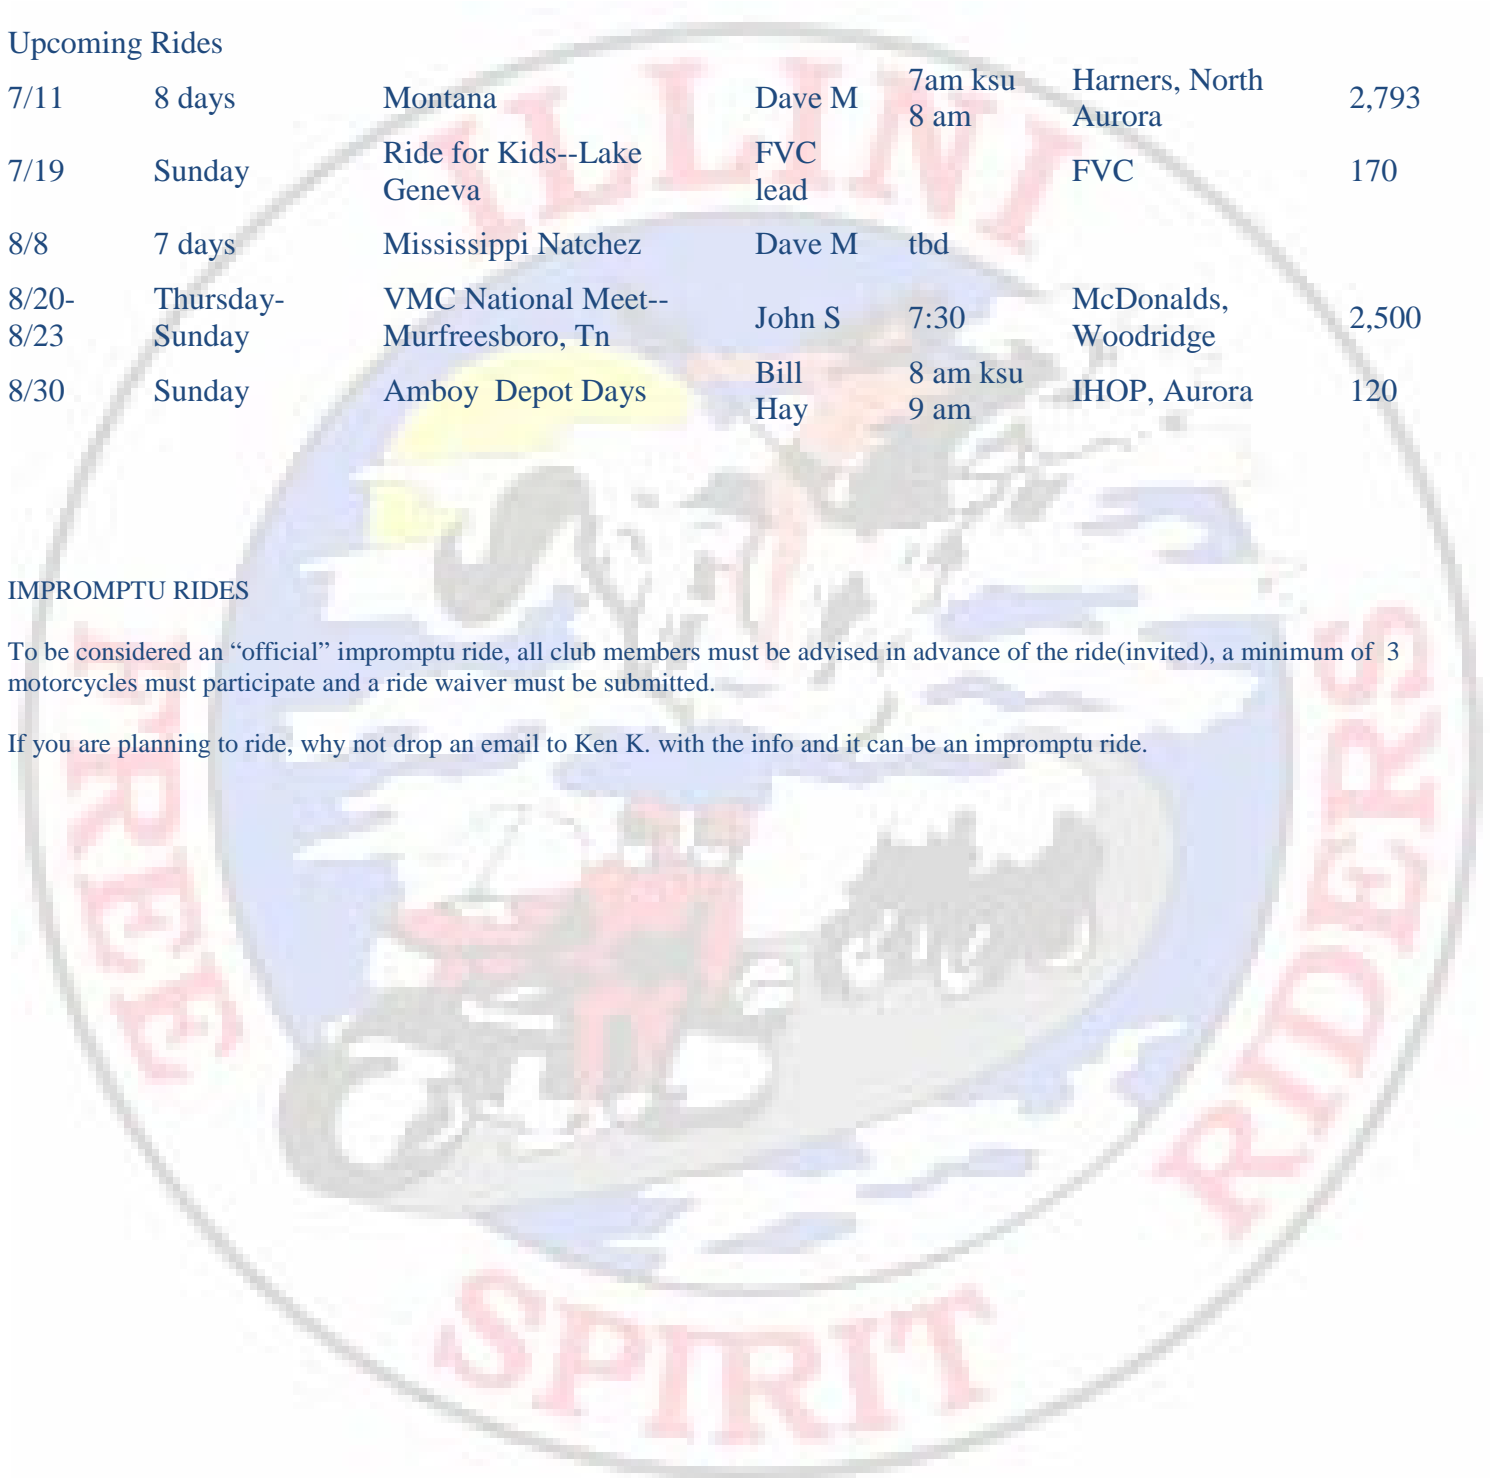 Upcoming Rides
7/11 8 days Montana Dave M 7am ksu 8 am Harners, North Aurora 2,793
7/19 Sunday Ride for Kids--Lake Geneva FVC lead FVC 170
8/8 7 days Mississippi Natchez Dave M tbd
8/20-8/23 Thursday-Sunday VMC National Meet--Murfreesboro, Tn John S 7:30 McDonalds, Woodridge 2,500
8/30 Sunday Amboy Depot Days Bill Hay 8 am ksu 9 am IHOP, Aurora 120
IMPROMPTU RIDES
To be considered an “official” impromptu ride, all club members must be advised in advance of the ride(invited), a minimum of 3
motorcycles must participate and a ride waiver must be submitted.
If you are planning to ride, why not drop an email to Ken K. with the info and it can be an impromptu ride.
ILLINI
FREE
SPIRIT
RIDERS